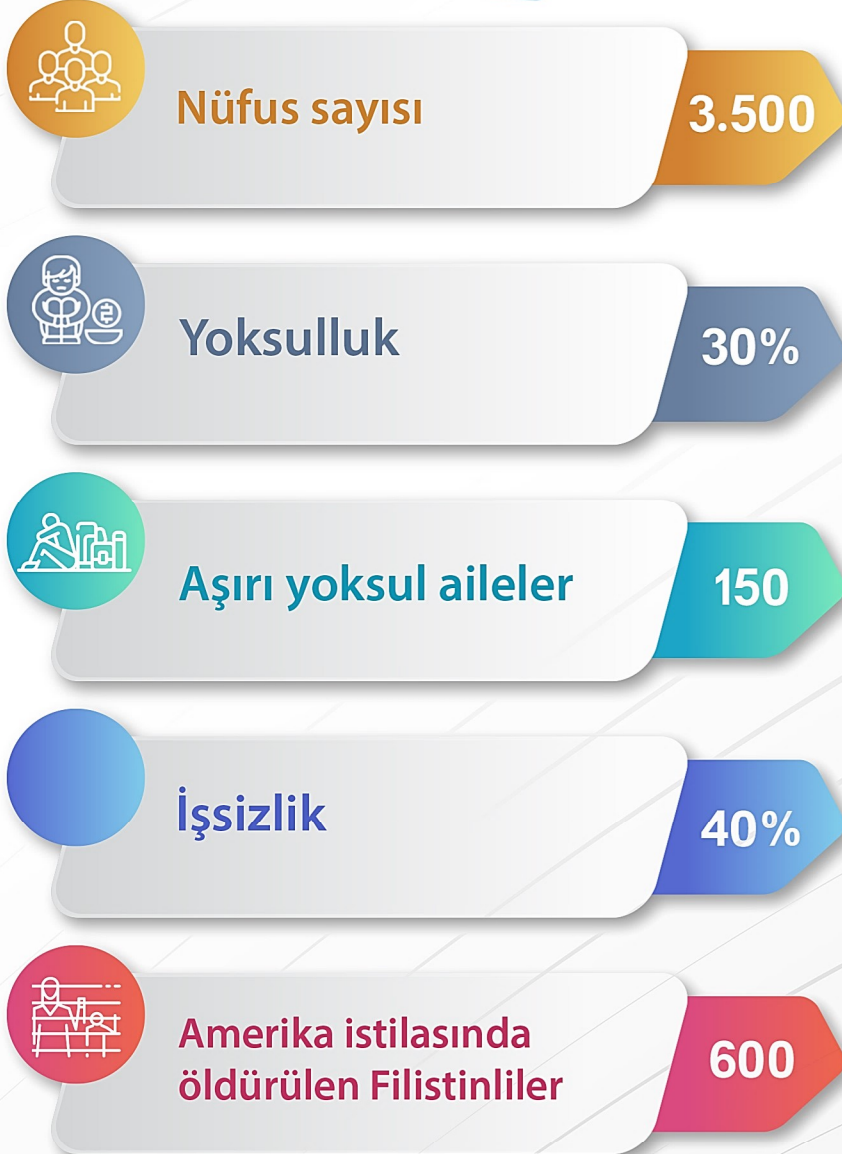 Nüfus sayısı
3.500
Yoksulluk
30%
Aşırı yoksul aileler
150
İşsizlik
40%
Amerika istilasında
öldürülen Filistinliler
600